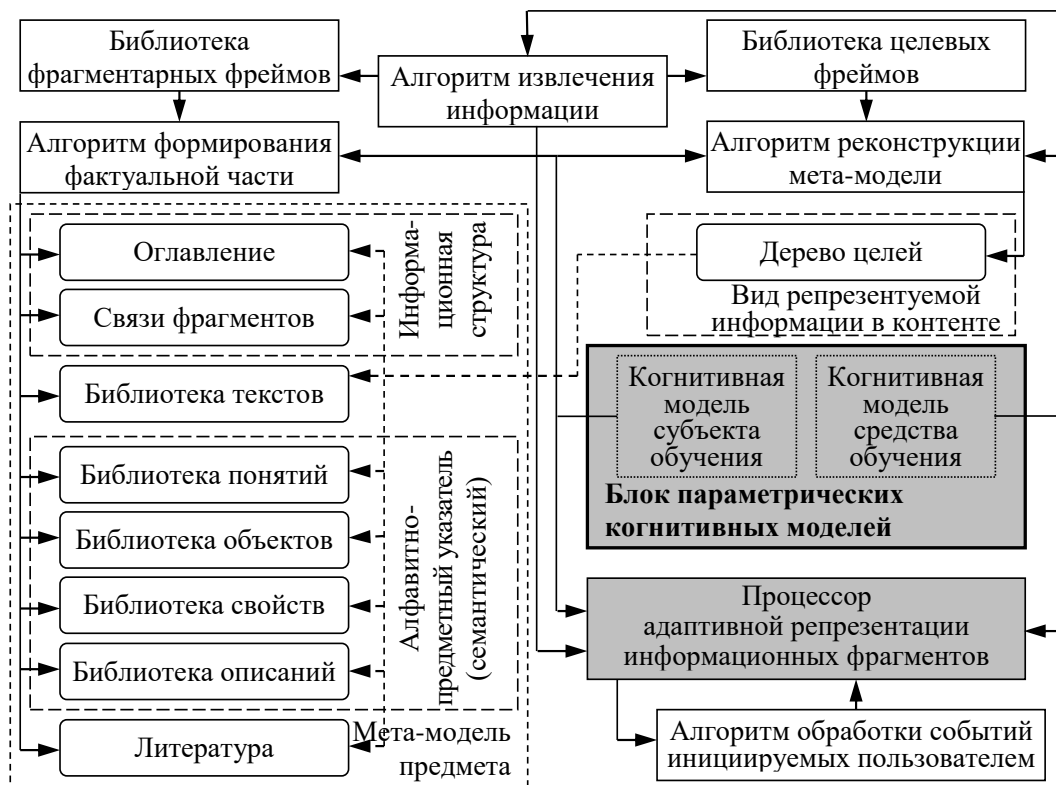 Библиотека
фрагментарных фреймов
Алгоритм извлечения
информации
Библиотека целевых
фреймов
Алгоритм формирования
фактуальной части
Алгоритм реконструкции
мета-модели
Оглавление
Связи фрагментов
Информа-
ционная
структура
Дерево целей
Вид репрезентуемой
информации в контенте
Библиотека текстов
Когнитивная
модель
субъекта
обучения
Когнитивная
модель
средства
обучения
Блок параметрических
когнитивных моделей
Библиотека понятий
Библиотека объектов
Библиотека свойств
Библиотека описаний
Алфавитно-
предметный указатель
(семантический)
Процессор
адаптивной репрезентации
информационных фрагментов
Литература
Мета-модель
предмета
Алгоритм обработки событий
инициируемых пользователем